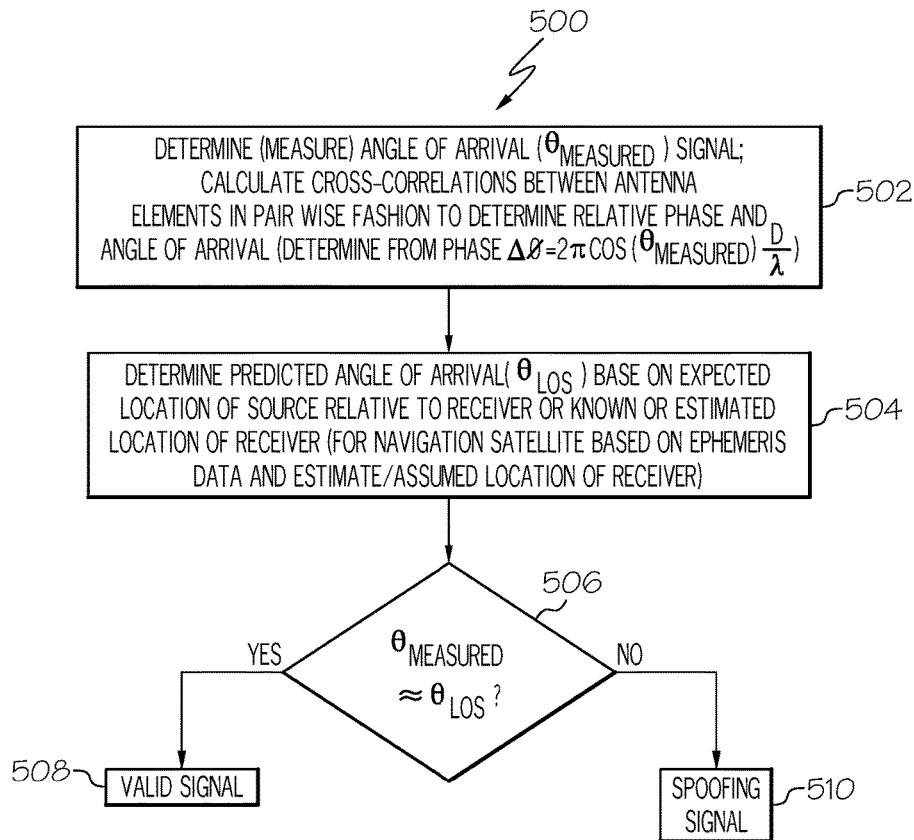 500
DETERMINE (MEASURE) ANGLE OF ARRIVAL (θMEASURED) SIGNAL;
CALCULATE CROSS-CORRELATIONS BETWEEN ANTENNA
ELEMENTS IN PAIR WISE FASHION TO DETERMINE RELATIVE PHASE AND
ANGLE OF ARRIVAL (DETERMINE FROM PHASE ΔØ=2π COS (θMEASURED) D/λ)
502
DETERMINE PREDICTED ANGLE OF ARRIVAL(θLOS) BASE ON EXPECTED
LOCATION OF SOURCE RELATIVE TO RECEIVER OR KNOWN OR ESTIMATED
LOCATION OF RECEIVER (FOR NAVIGATION SATELLITE BASED ON EPHEMERIS
DATA AND ESTIMATE/ASSUMED LOCATION OF RECEIVER)
504
506
YES
θMEASURED
≈ θLOS ?
NO
508
VALID SIGNAL
SPOOFING
SIGNAL
510